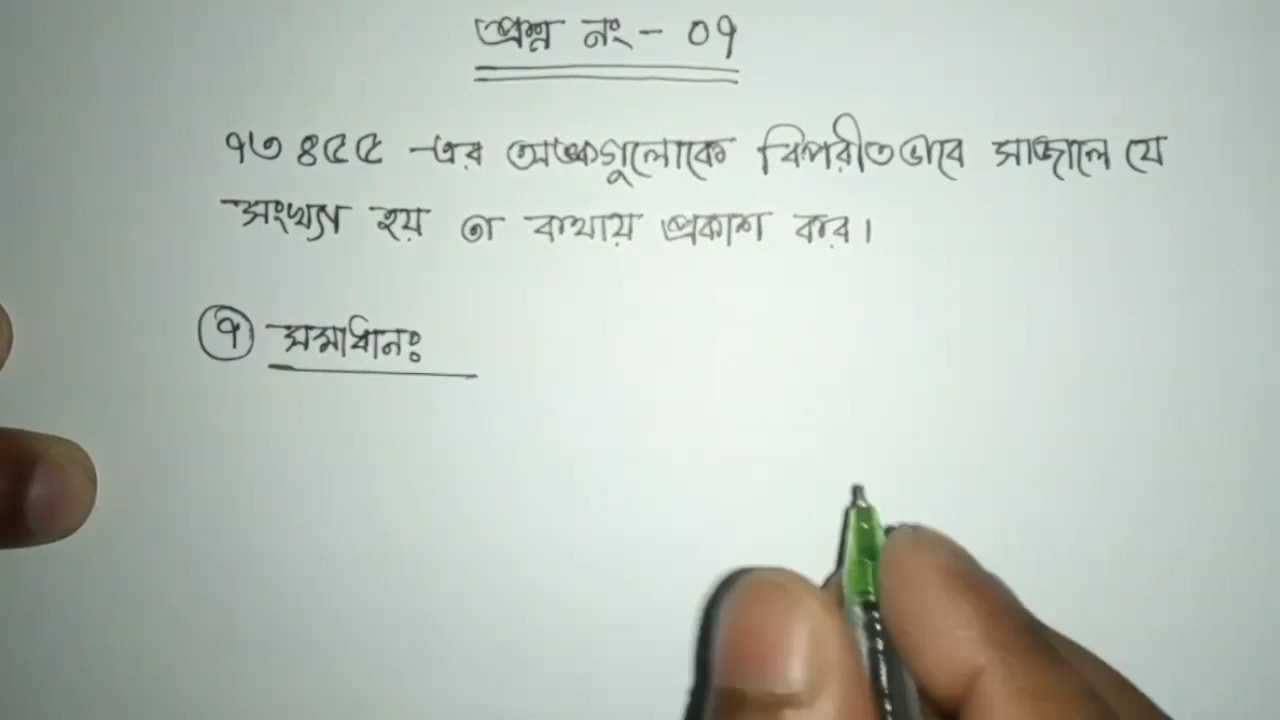 প্রশ্ন নং - ০৭
৭৩৪৫৫ -এর অঙ্কগুলোকে বিপরীতভাবে সাজালে যে
সংখ্যা হয় তা কথায় প্রকাশ কর।
৭ সমাধানঃ